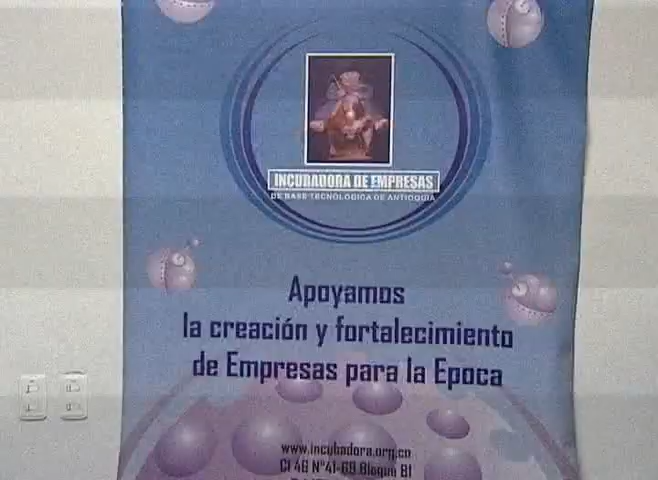 INCUBADORA DE EMPRESAS
DE BASE TECNOLOGICA DE ANTIOQUIA
Apoyamos
la creación y fortalecimiento
de Empresas para la Epoca
www.incubadora.org.co
Cl 46 N°41-69 Bloque B1